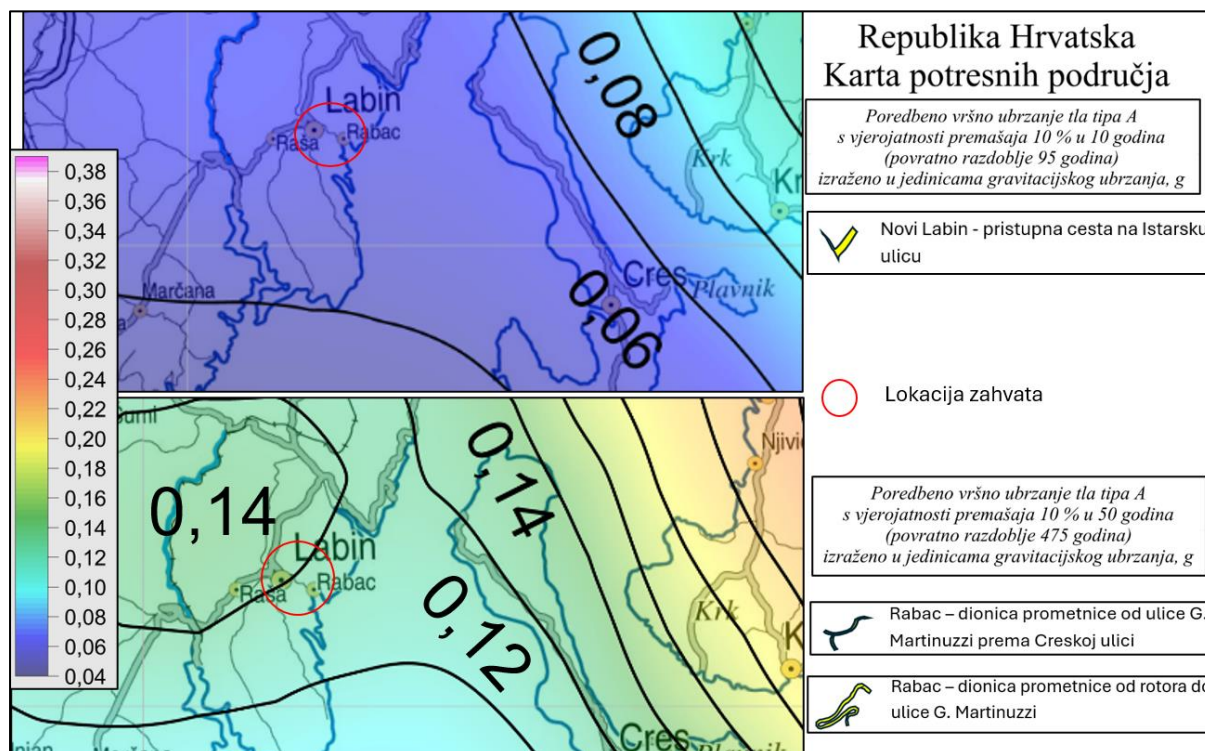 Republika Hrvatska
Karta potresnih područja
Poredbeno vršno ubrzanje tla tipa A
s vjerojatnosti premašaja 10 % u 10 godina
(povratno razdoblje 95 godina)
izraženo u jedinicama gravitacijskog ubrzanja, g
Novi Labin - pristupna cesta na Istarsku
ulicu
Lokacija zahvata
Poredbeno vršno ubrzanje tla tipa A
s vjerojatnosti premašaja 10 % u 50 godina
(povratno razdoblje 475 godina)
izraženo u jedinicama gravitacijskog ubrzanja, g
Rabac – dionica prometnice od ulice G.
Martinuzzi prema Creskoj ulici
Rabac – dionica prometnice od rotora do
ulice G. Martinuzzi
0,38
0,36
0,34
0,32
0,30
0,28
0,26
0,24
0,22
0,20
0,18
0,16
0,14
0,12
0,10
0,08
0,06
0,04
0,08
Labin
Raša
Rabac
Krk
Kr
Marčana
Cres
Plavnik
0,06
0,14
0,14
Njivic
Labin
Raša
Rabac
0,12
Krk
K
Cres
Plavnik
Marčana